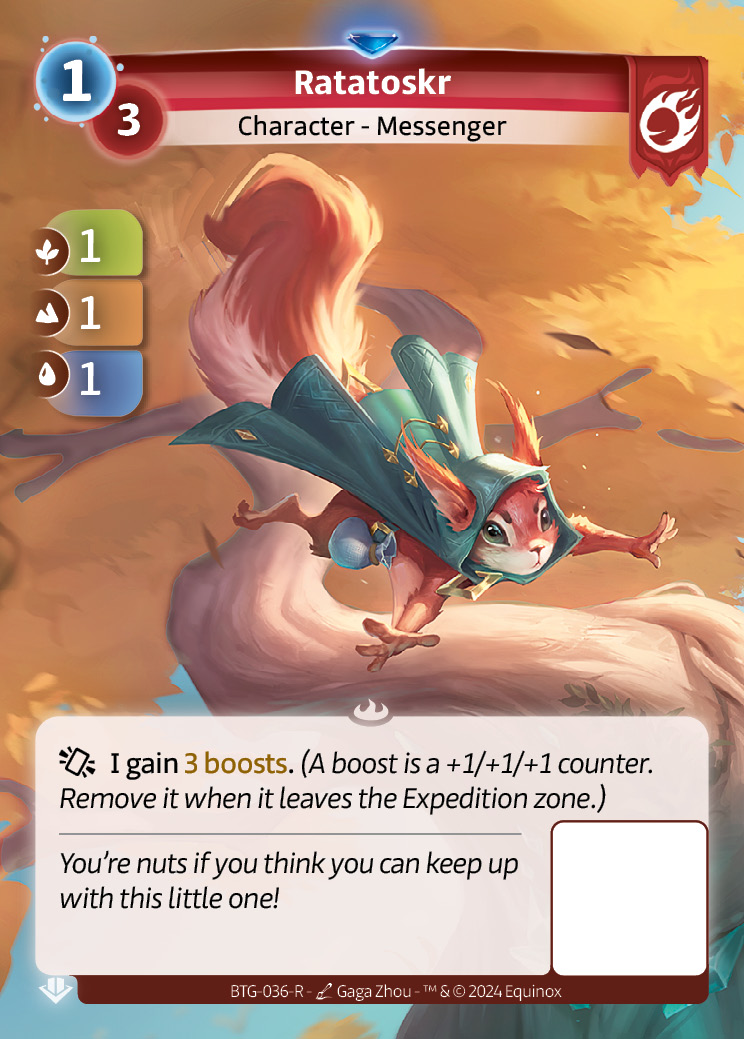 1
Ratatoskr
3
Character - Messenger
1
1
1
I gain 3 boosts. (A boost is a +1/+1/+1 counter.
Remove it when it leaves the Expedition zone.)
You’re nuts if you think you can keep up
with this little one!
BTG-036-R - Gaga Zhou - ™ & © 2024 Equinox